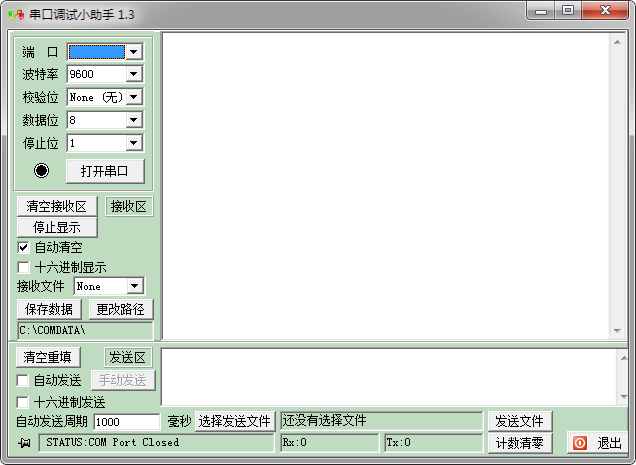 串口调试小助手 1.3
端 口
波特率 9600
校验位 None (无)
数据位 8
停止位 1
打开串口
清空接收区 接收区
停止显示
自动清空
十六进制显示
接收文件 None
保存数据 更改路径
C:\COMDATA\
清空重填 发送区
自动发送 手动发送
十六进制发送
自动发送周期 1000 毫秒 选择发送文件 还没有选择文件 发送文件
STATUS:COM Port Closed Rx:0 Tx:0 计数清零 退出